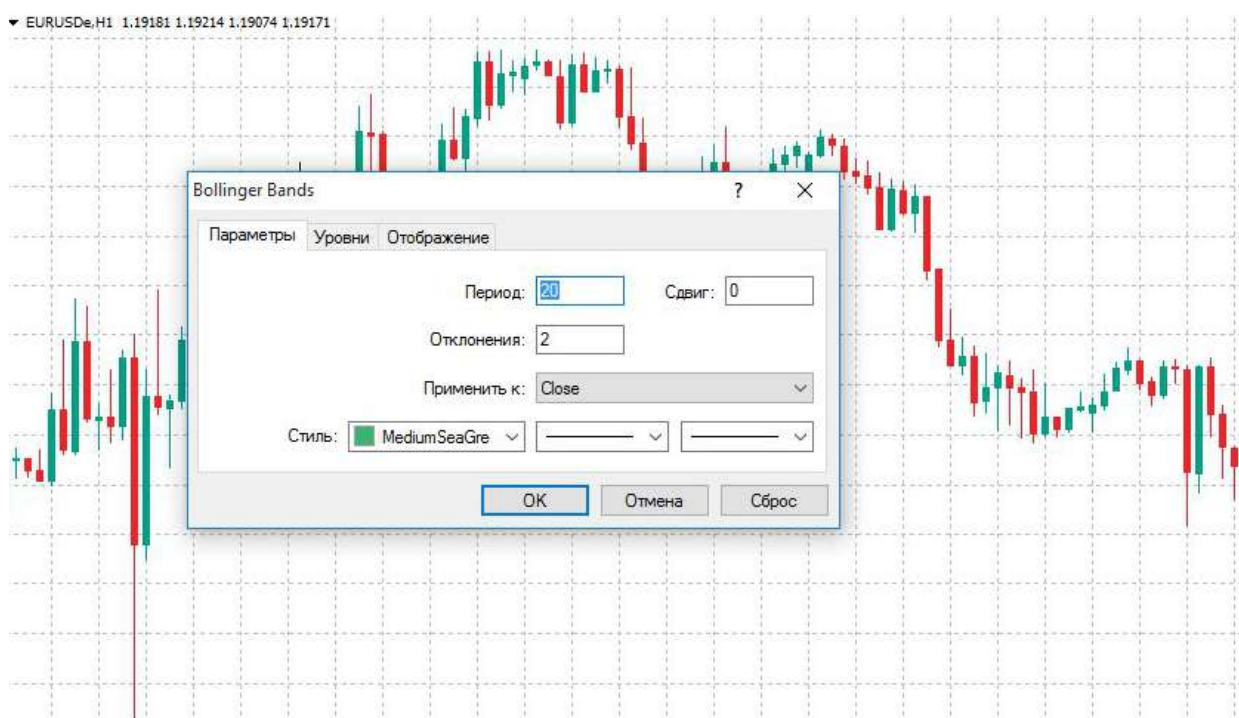 EURUSDe,H1 1.19181 1.19214 1.19074 1.19171
Bollinger Bands ?
Параметры Уровни Отображение
Период: 20 Сдвиг: 0
Отклонения: 2
Применить к: Close
Стиль: MediumSeaGre
OK Отмена Сброс